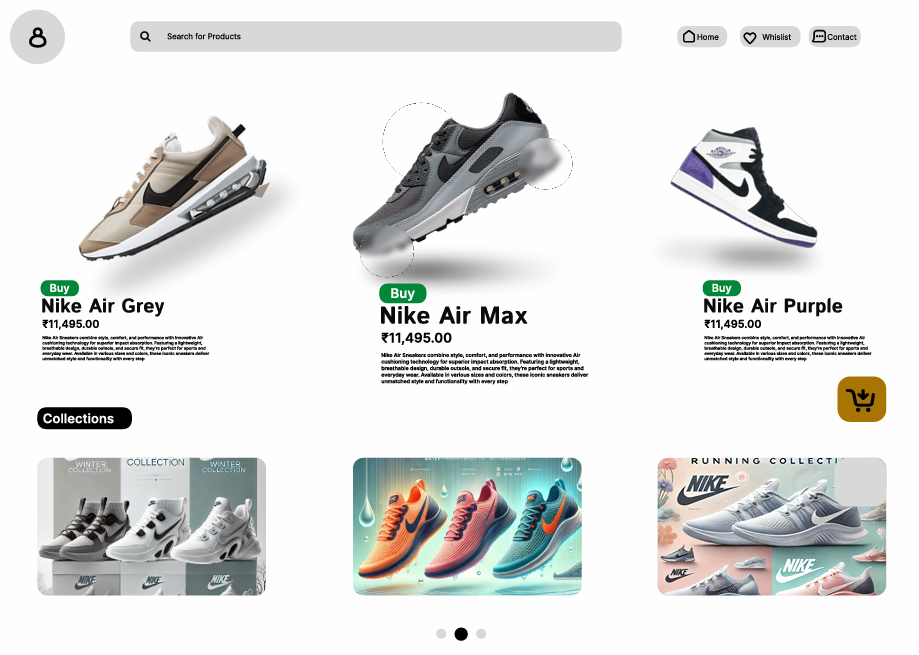 Search for Products
Home
Whislist
Contact
Buy
Nike Air Grey
₹11,495.00
Nike Air Sneakers combines style, comfort, and performance with Innovative Air
cushioning technology for superior impact absorption. Featuring a lightweight,
breathable design, durable outsole, and secure fit, they're perfect for sports and
everyday wear. Available in various sizes and colors, these iconic sneakers deliver
unmatched style and functionality with every step
Buy
Nike Air Max
₹11,495.00
Nike Air Sneakers combines style, comfort, and performance with Innovative Air
cushioning technology for superior impact absorption. Featuring a lightweight,
breathable design, durable outsole, and secure fit, they're perfect for sports and
everyday wear. Available in various sizes and colors, these iconic sneakers deliver
unmatched style and functionality with every step
Buy
Nike Air Purple
₹11,495.00
Nike Air Sneakers combines style, comfort, and performance with Innovative Air
cushioning technology for superior impact absorption. Featuring a lightweight,
breathable design, durable outsole, and secure fit, they're perfect for sports and
everyday wear. Available in various sizes and colors, these iconic sneakers deliver
unmatched style and functionality with every step
Collections
WINTER
COLLECTION
COLLECTION
WINTER
COLLECTION
NIKE
NIKE
NIKE
RUNNING COLLECTI
NIKE
NIKE
NIKE